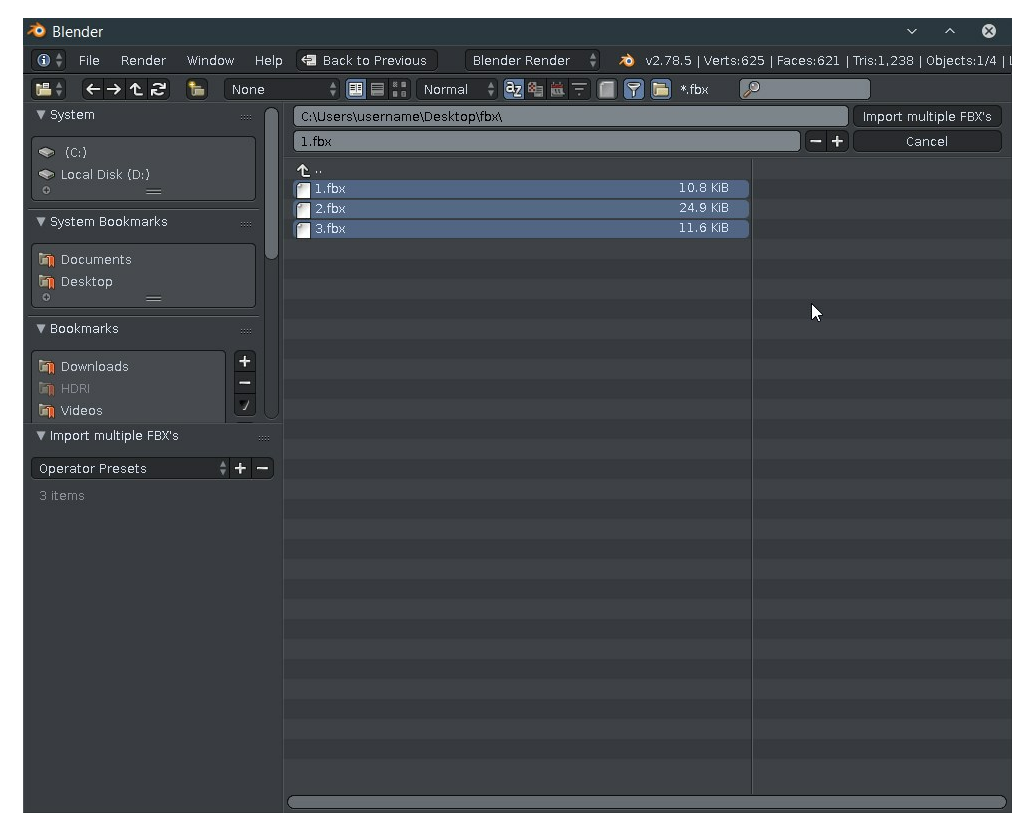 Blender
File Render Window Help Back to Previous Blender Render v2.78.5 | Verts:625 | Faces:621 | Tris:1,238 | Objects:1/4 |
None Normal *.fbx
System
(C:)
Local Disk (D:)
System Bookmarks
Documents
Desktop
Bookmarks
Downloads
HDRI
Videos
Import multiple FBX's
Operator Presets
3 items
C:\Users\username\Desktop\fbx\ Import multiple FBX's
1.fbx Cancel
..
1.fbx 10.8 KiB
2.fbx 24.9 KiB
3.fbx 11.6 KiB